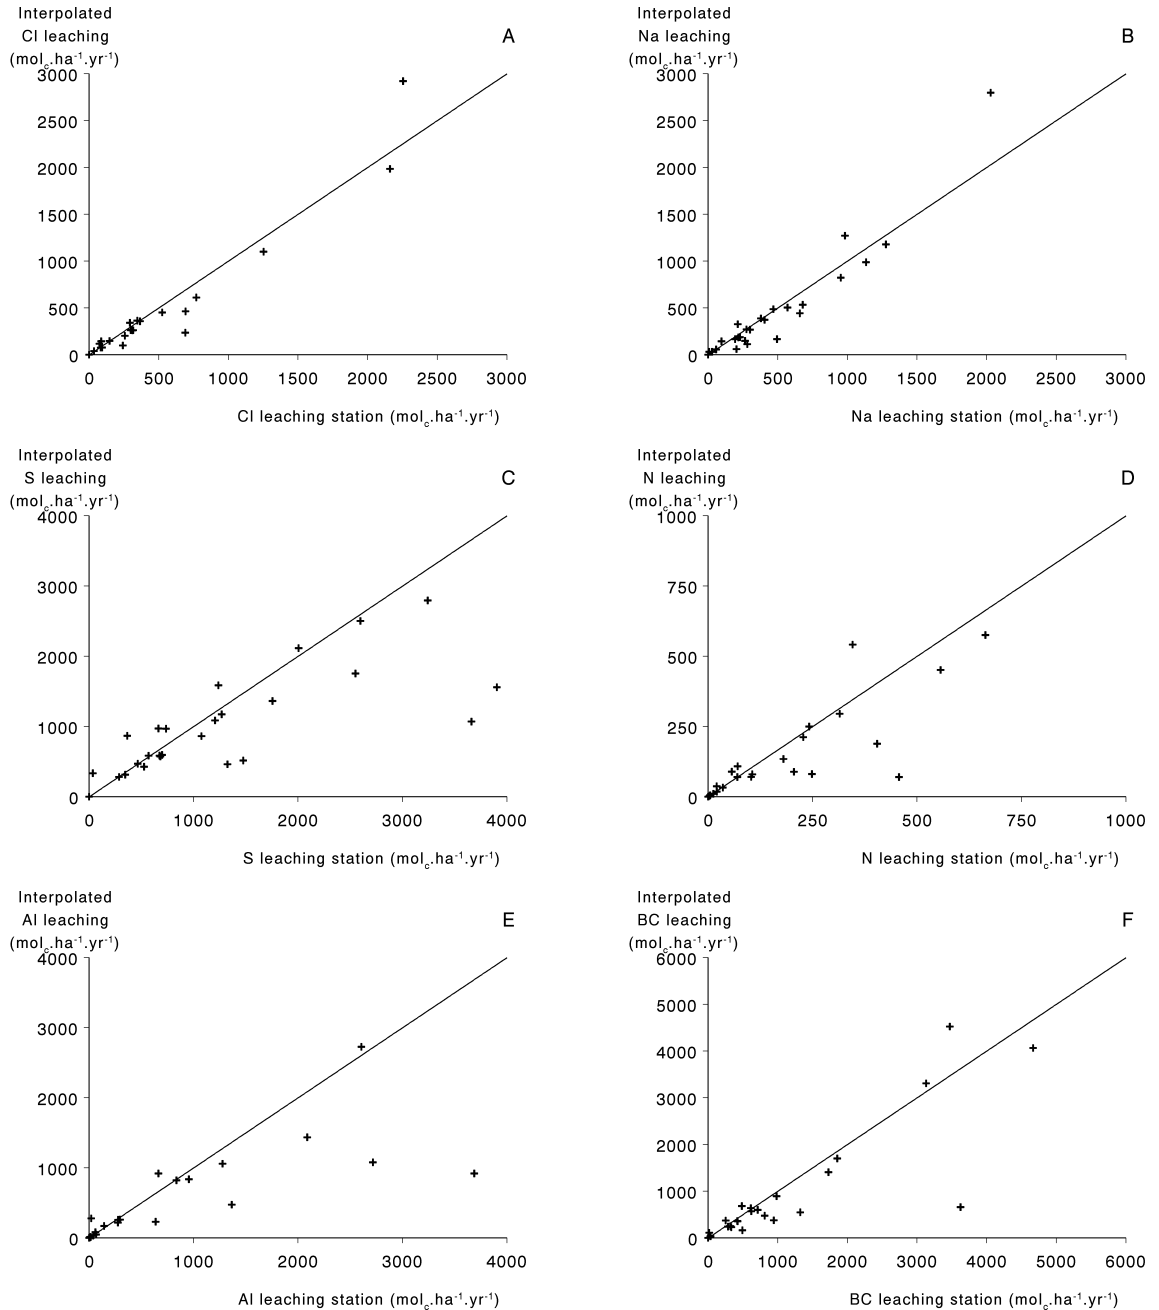 Interpolated
Cl leaching
(mol_c.ha⁻¹.yr⁻¹)
A
3000
2500
2000
1500
1000
500
0
0 500 1000 1500 2000 2500 3000
Cl leaching station (mol_c.ha⁻¹.yr⁻¹)
Interpolated
Na leaching
(mol_c.ha⁻¹.yr⁻¹)
B
3000
2500
2000
1500
1000
500
0
0 500 1000 1500 2000 2500 3000
Na leaching station (mol_c.ha⁻¹.yr⁻¹)
Interpolated
S leaching
(mol_c.ha⁻¹.yr⁻¹)
C
4000
3000
2000
1000
0
0 1000 2000 3000 4000
S leaching station (mol_c.ha⁻¹.yr⁻¹)
Interpolated
N leaching
(mol_c.ha⁻¹.yr⁻¹)
D
1000
750
500
250
0
0 250 500 750 1000
N leaching station (mol_c.ha⁻¹.yr⁻¹)
Interpolated
Al leaching
(mol_c.ha⁻¹.yr⁻¹)
E
4000
3000
2000
1000
0
0 1000 2000 3000 4000
Al leaching station (mol_c.ha⁻¹.yr⁻¹)
Interpolated
BC leaching
(mol_c.ha⁻¹.yr⁻¹)
F
6000
5000
4000
3000
2000
1000
0
0 1000 2000 3000 4000 5000 6000
BC leaching station (mol_c.ha⁻¹.yr⁻¹)